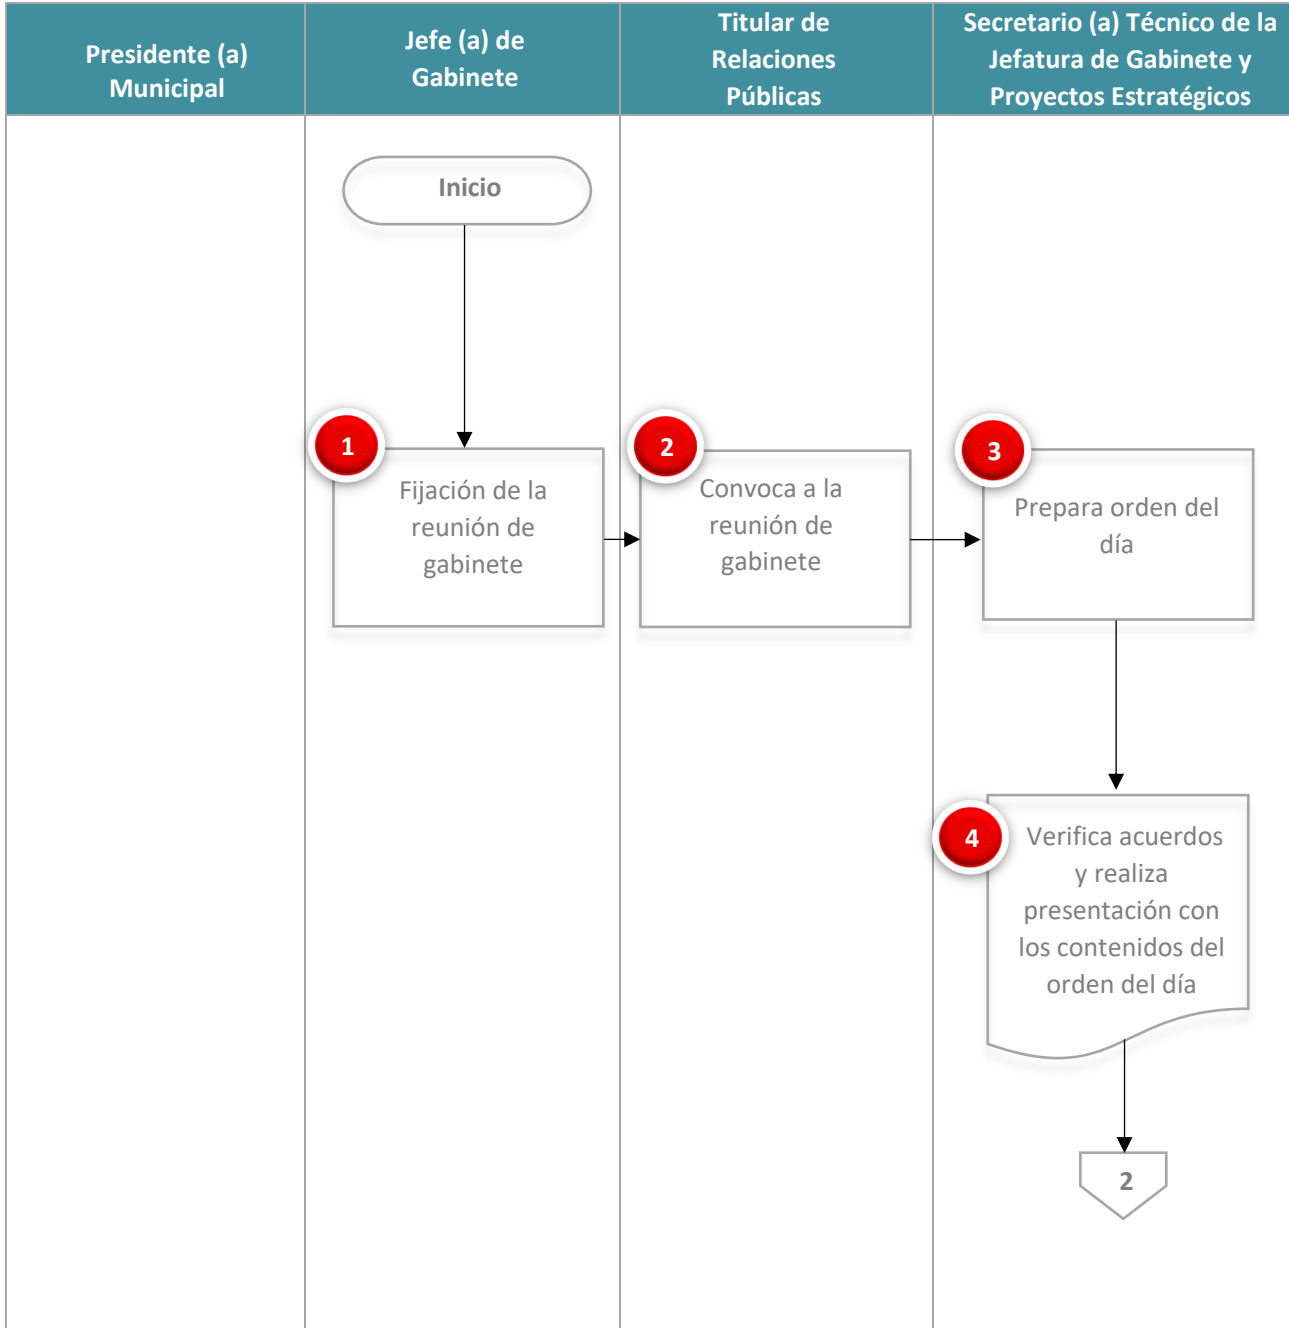 Presidente (a)
Municipal
Jefe (a) de
Gabinete
Titular de
Relaciones
Públicas
Secretario (a) Técnico de la
Jefatura de Gabinete y
Proyectos Estratégicos
Inicio
1
Fijación de la
reunión de
gabinete
2
Convoca a la
reunión de
gabinete
3
Prepara orden del
día
4
Verifica acuerdos
y realiza
presentación con
los contenidos del
orden del día
2